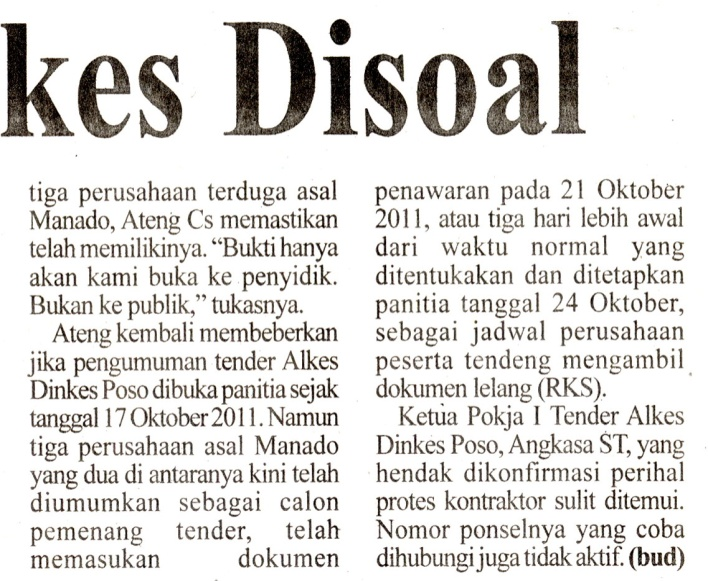 kes Disoal
tiga perusahaan terduga asal
Manado, Ateng Cs memastikan
telah memilikinya. “Bukti hanya
akan kami buka ke penyidik.
Bukan ke publik,” tukasnya.
Ateng kembali membeberkan
jika pengumuman tender Alkes
Dinkes Poso dibuka panitia sejak
tanggal 17 Oktober 2011. Namun
tiga perusahaan asal Manado
yang dua di antaranya kini telah
diumumkan sebagai calon
pemenang tender, telah
memasukan dokumen
penawaran pada 21 Oktober
2011, atau tiga hari lebih awal
dari waktu normal yang
ditentukakan dan ditetapkan
panitia tanggal 24 Oktober,
sebagai jadwal perusahaan
peserta tendeng mengambil
dokumen lelang (RKS).
Ketua Pokja I Tender Alkes
Dinkes Poso, Angkasa ST, yang
hendak dikonfirmasi perihal
protes kontraktor sulit ditemui.
Nomor ponselnya yang coba
dihubungi juga tidak aktif. (bud)